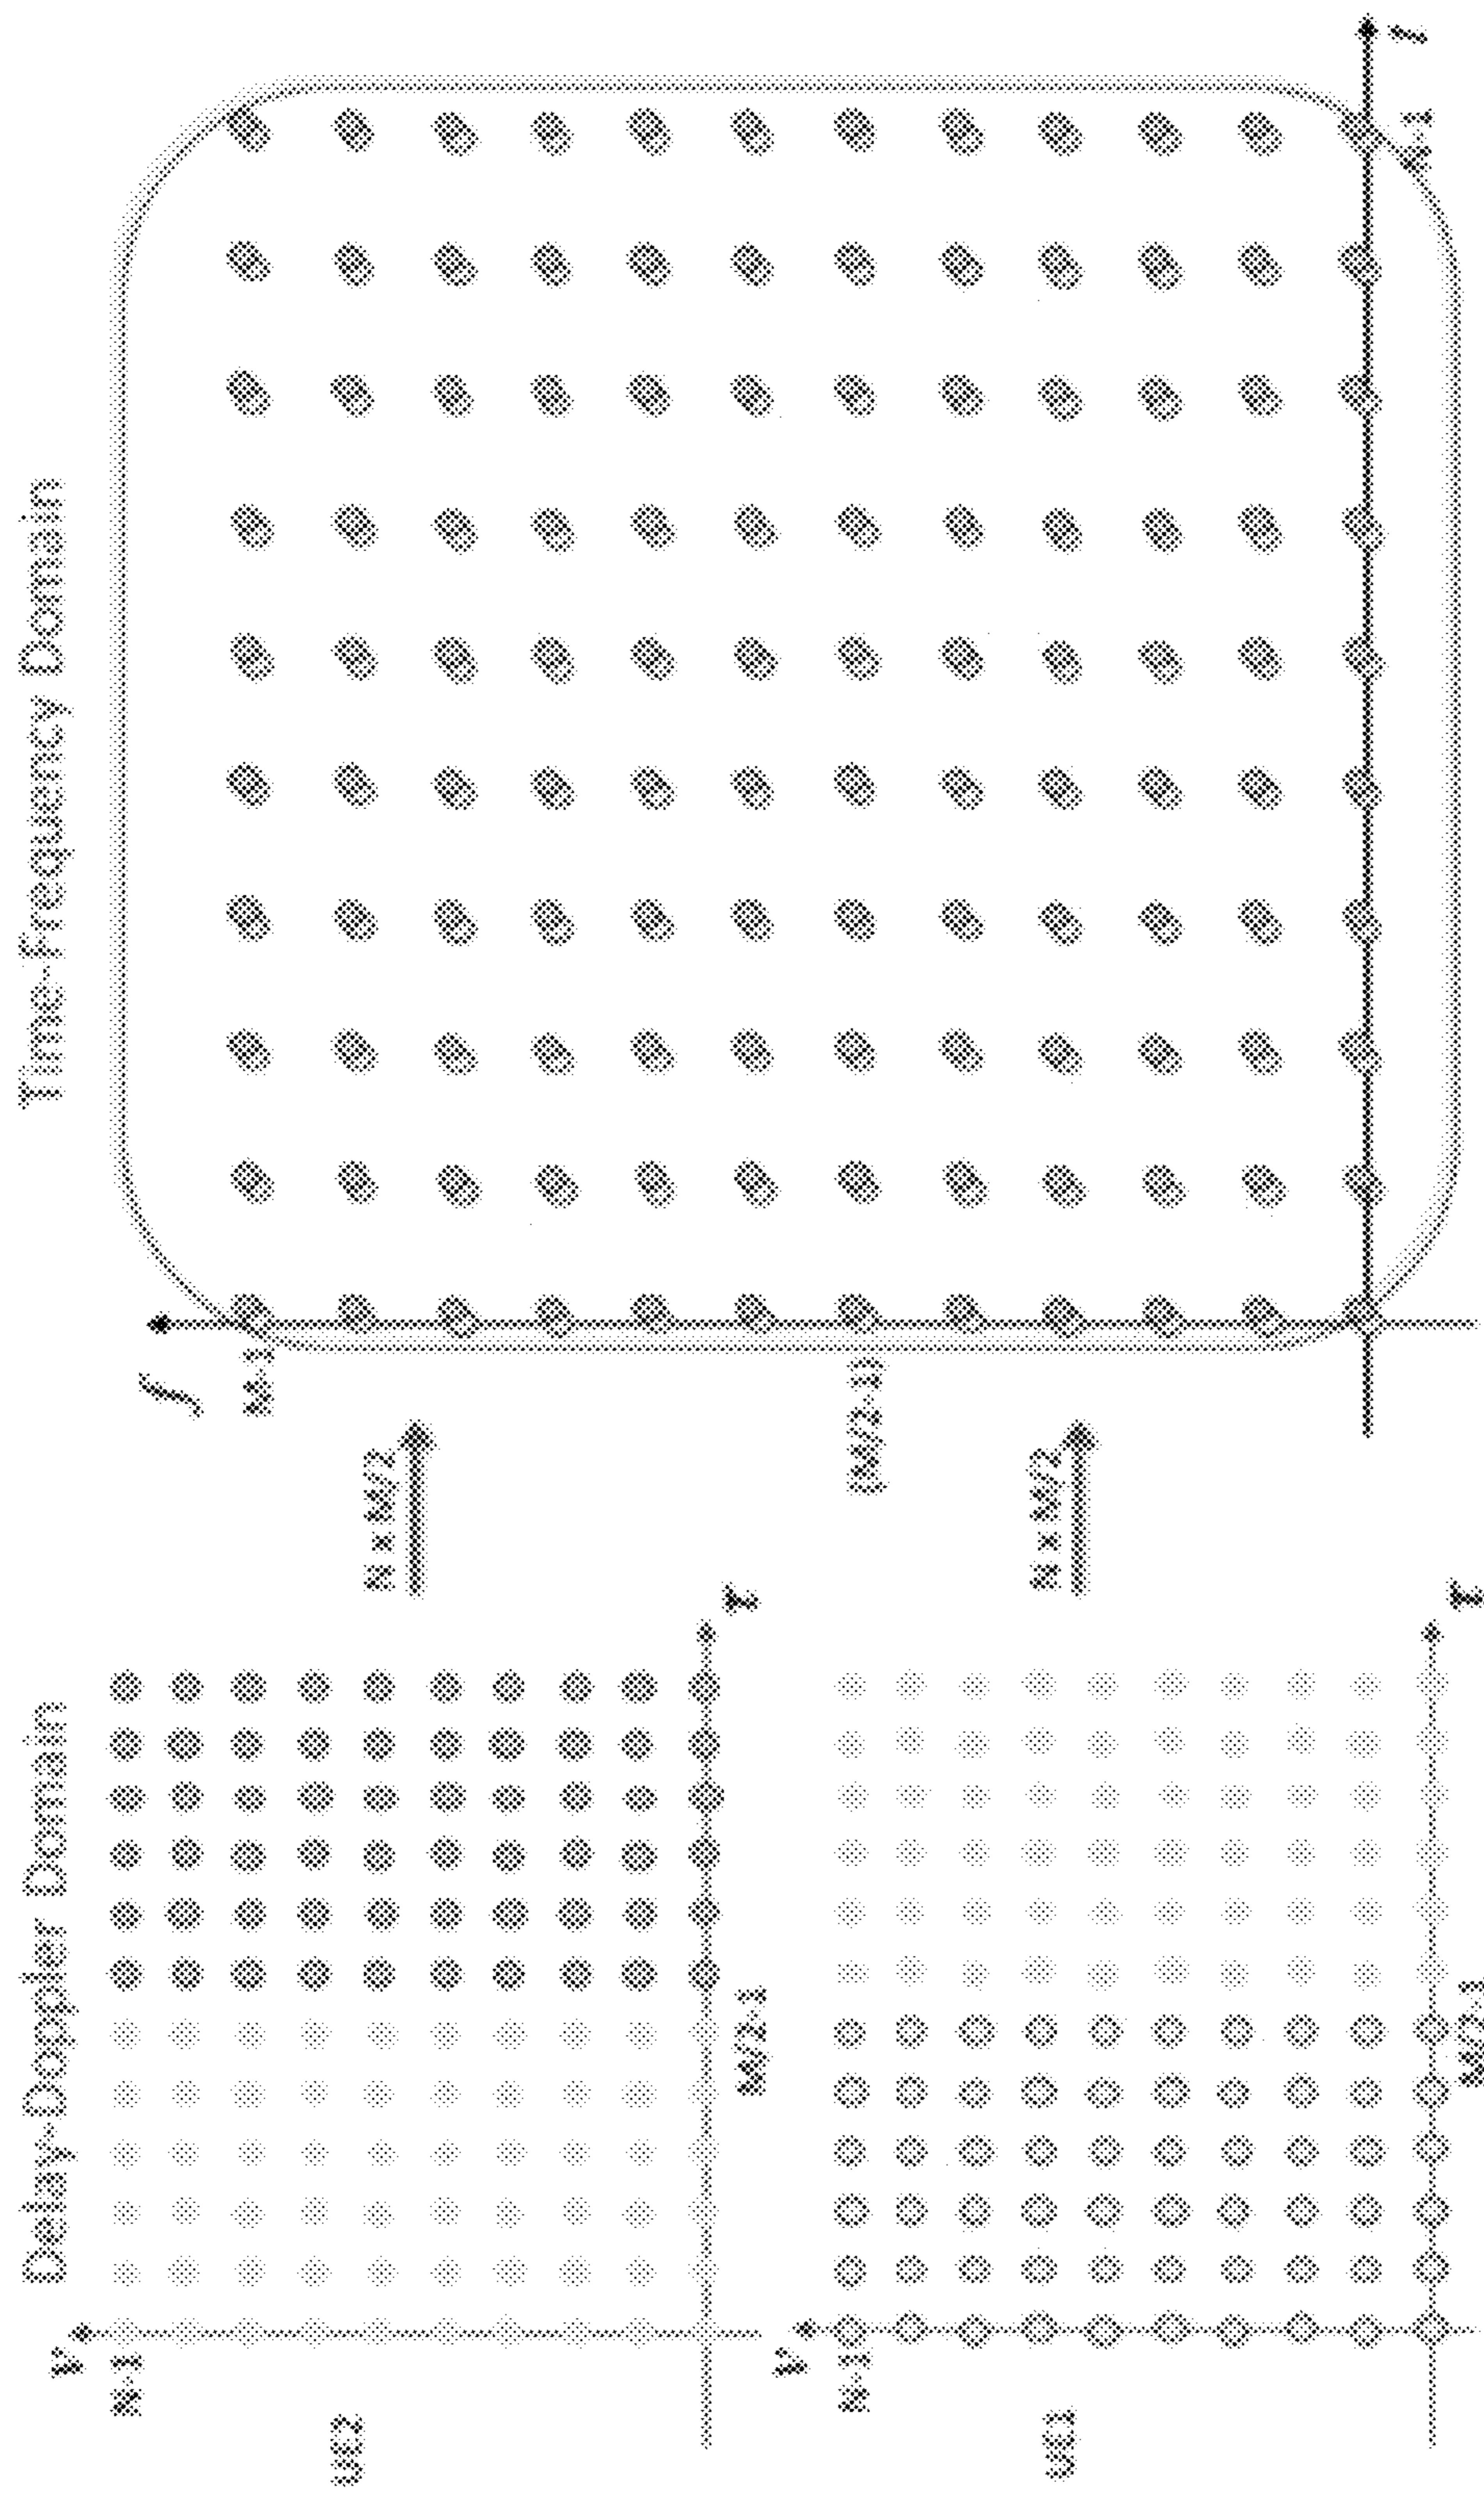 Delay-Doppler Domain
Time-Frequency Domain
ν
N-1
f
M-1
UE2
N x M/2
M/2-1
τ
ν
N-1
(M/2-1)
UE1
N x M/2
N-1
t
M/2-1
τ